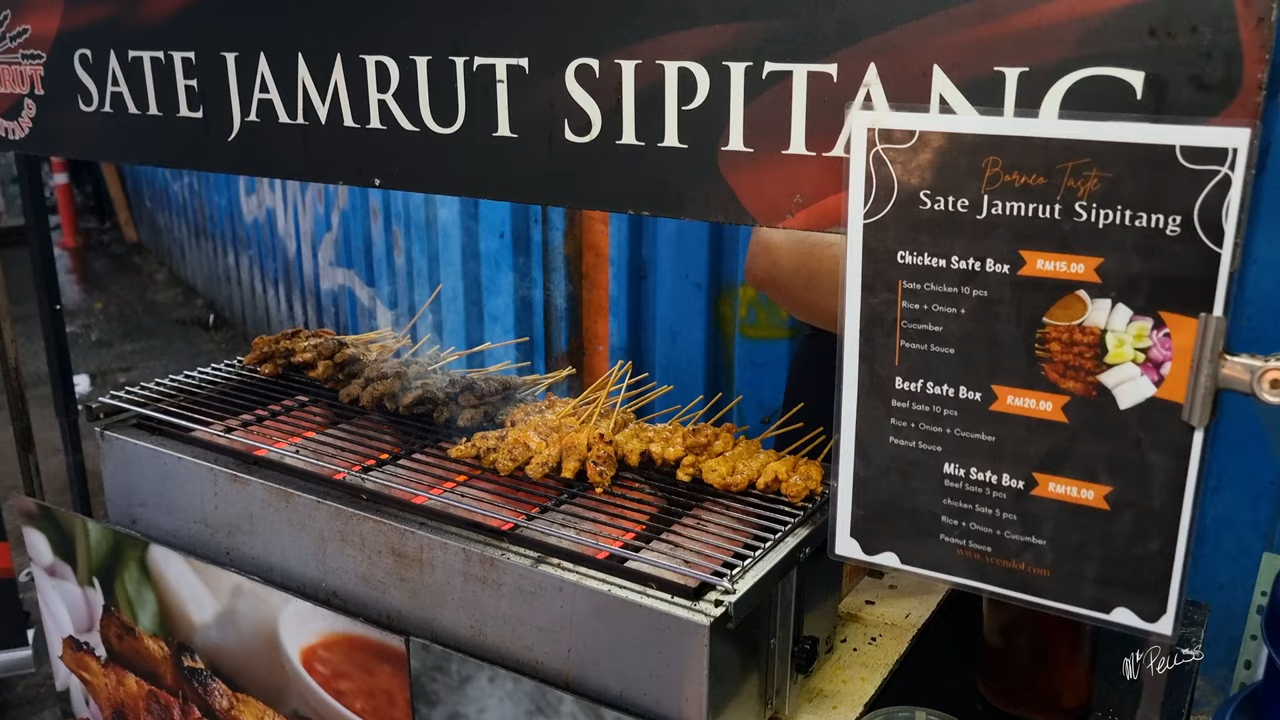 SATE JAMRUT SIPITANG
Borneo Taste
Sate Jamrut Sipitang
Chicken Sate Box RM15.00
Sate Chicken 10 pcs
Rice + Onion +
Cucumber
Peanut Souce
Beef Sate Box RM20.00
Beef Sate 10 pcs
Rice + Onion + Cucumber
Peanut Souce
Mix Sate Box RM18.00
Beef Sate 5 pcs
chicken Sate 5 pcs
Rice + Onion + Cucumber
Peanut Souce